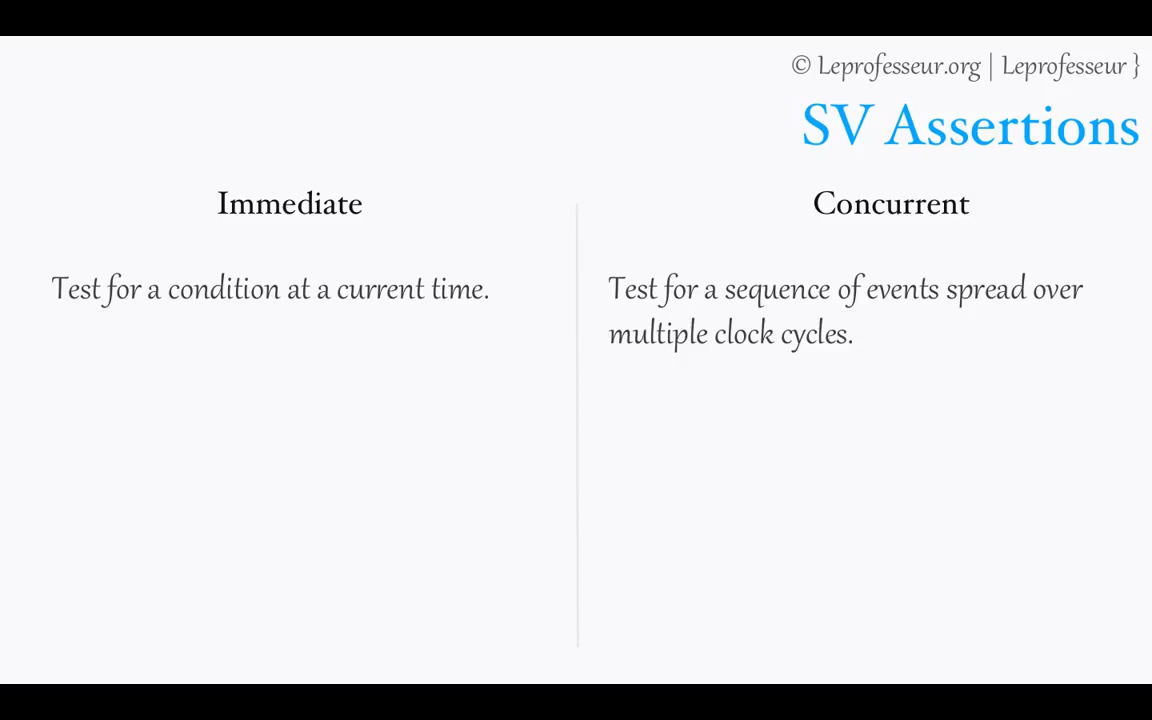 © Leprofesseur.org | Leprofesseur }
SV Assertions
Immediate
Test for a condition at a current time.
Concurrent
Test for a sequence of events spread over
multiple clock cycles.